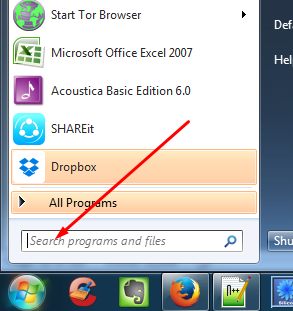 Start Tor Browser
Microsoft Office Excel 2007
Acoustica Basic Edition 6.0
SHAREit
Dropbox
All Programs
Search programs and files
Defa
Hel
Shu
n++